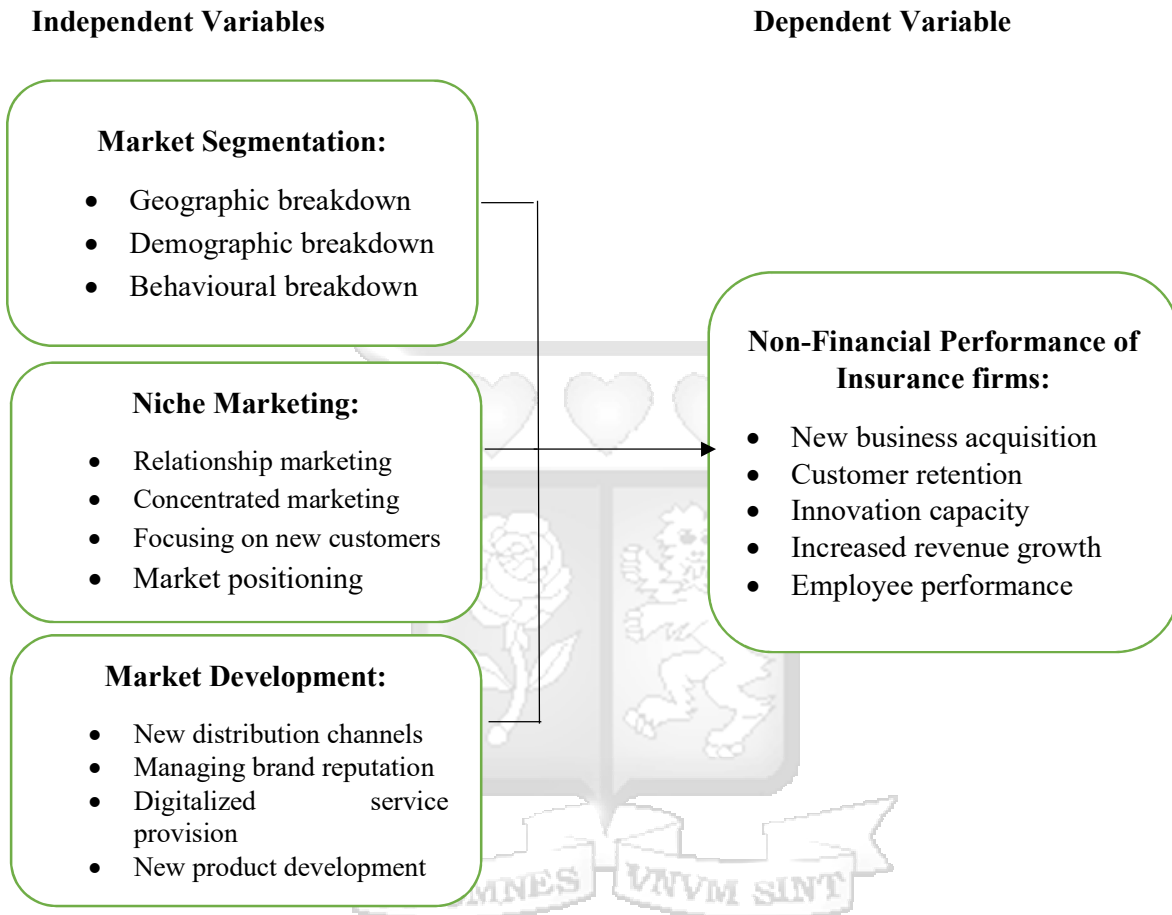 Independent Variables
Dependent Variable
Market Segmentation:
• Geographic breakdown
• Demographic breakdown
• Behavioural breakdown
Niche Marketing:
• Relationship marketing
• Concentrated marketing
• Focusing on new customers
• Market positioning
Market Development:
• New distribution channels
• Managing brand reputation
• Digitalized service
provision
• New product development
Non-Financial Performance of
Insurance firms:
• New business acquisition
• Customer retention
• Innovation capacity
• Increased revenue growth
• Employee performance
VNVM SINT